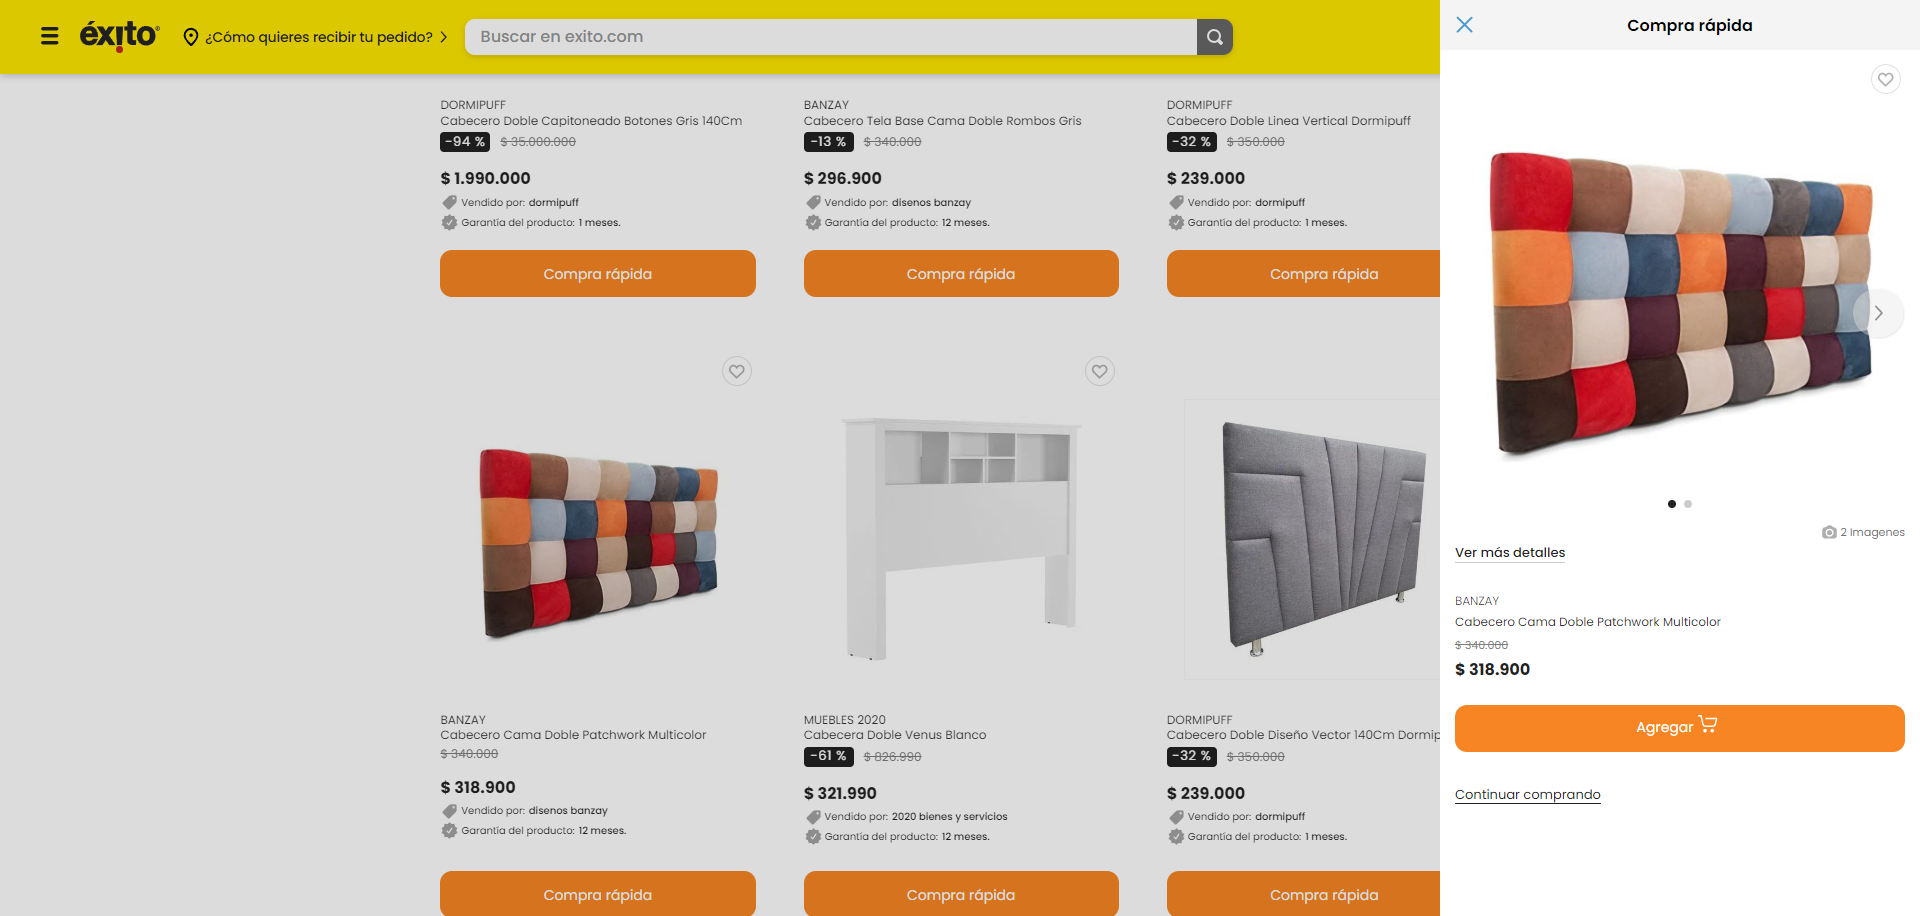 éxito
¿Cómo quieres recibir tu pedido?
Buscar en exito.com
Compra rápida
DORMIPUFF
Cabecero Doble Capitoneado Botones Gris 140Cm
-94 % $ 35.000.000
$ 1.990.000
Vendido por: dormipuff
Garantía del producto: 1 meses.
Compra rápida
BANZAY
Cabecero Tela Base Cama Doble Rombos Gris
-13 % $ 340.000
$ 296.900
Vendido por: disenos banzay
Garantía del producto: 12 meses.
Compra rápida
DORMIPUFF
Cabecero Doble Linea Vertical Dormipuff
-32 % $ 350.000
$ 239.000
Vendido por: dormipuff
Garantía del producto: 1 meses.
Compra rápida
BANZAY
Cabecero Cama Doble Patchwork Multicolor
$ 340.000
$ 318.900
Vendido por: disenos banzay
Garantía del producto: 12 meses.
Compra rápida
MUEBLES 2020
Cabecera Doble Venus Blanco
-61 % $ 826.990
$ 321.990
Vendido por: 2020 bienes y servicios
Garantía del producto: 12 meses.
Compra rápida
DORMIPUFF
Cabecero Doble Diseño Vector 140Cm Dormip
-32 % $ 350.000
$ 239.000
Vendido por: dormipuff
Garantía del producto: 1 meses.
Compra rápida
2 Imagenes
Ver más detalles
BANZAY
Cabecero Cama Doble Patchwork Multicolor
$ 340.000
$ 318.900
Agregar
Continuar comprando